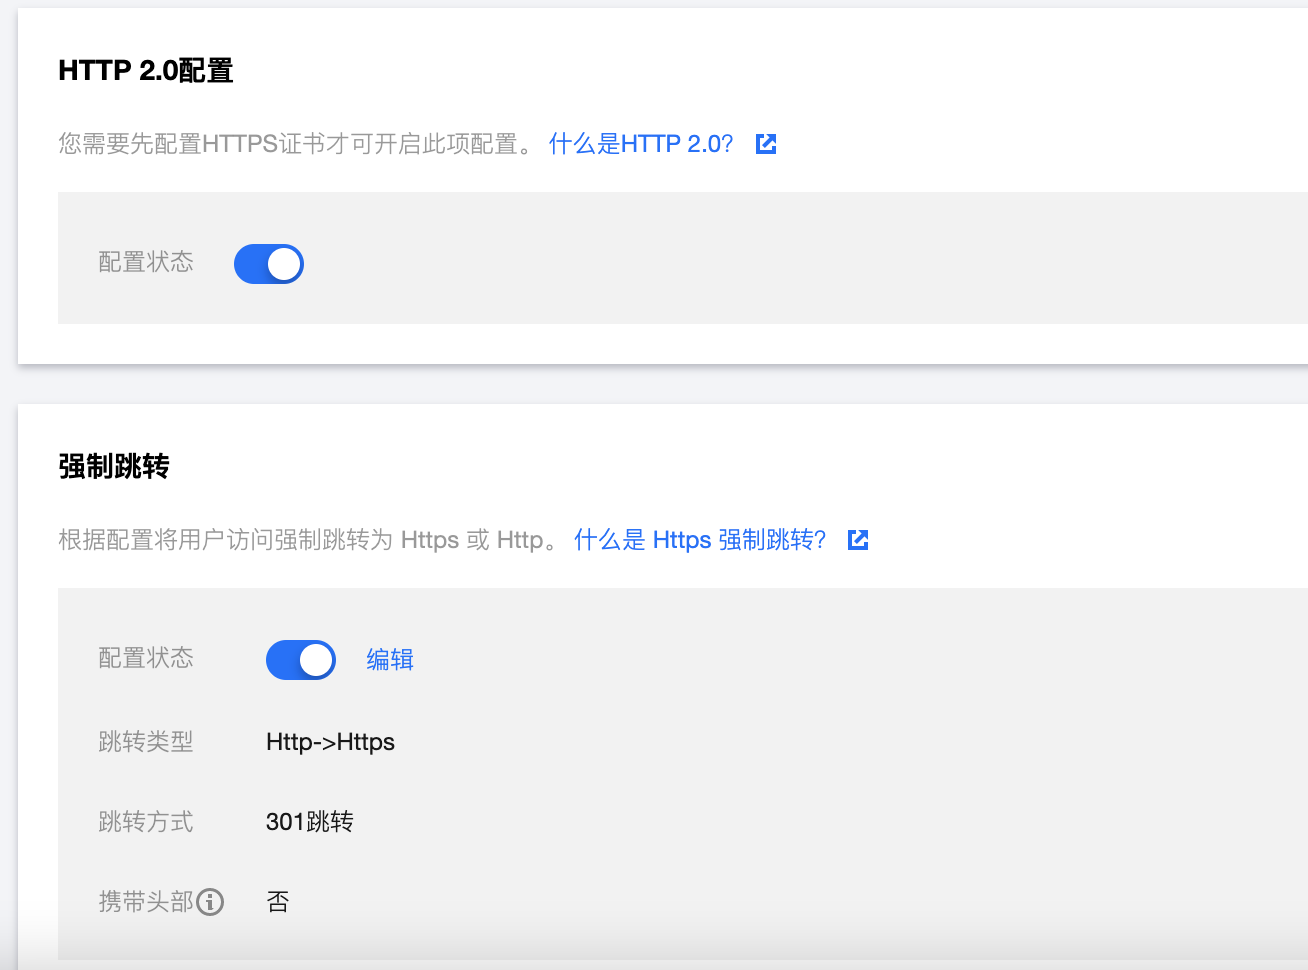 HTTP 2.0配置
您需要先配置HTTPS证书才可开启此项配置。 什么是HTTP 2.0?
配置状态
强制跳转
根据配置将用户访问强制跳转为 Https 或 Http。 什么是 Https 强制跳转?
配置状态 编辑
跳转类型 Http->Https
跳转方式 301跳转
携带头部 否